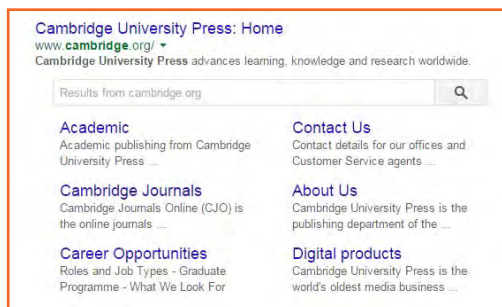 Cambridge University Press: Home
www.cambridge.org/
Cambridge University Press advances learning, knowledge and research worldwide.
Results from cambridge.org
Academic
Academic publishing from Cambridge
University Press ...
Contact Us
Contact details for our offices and
Customer Service agents ...
Cambridge Journals
Cambridge Journals Online (CJO) is
the online journals ...
About Us
Cambridge University Press is the
publishing department of the ...
Career Opportunities
Roles and Job Types - Graduate
Programme - What We Look For
Digital products
Cambridge University Press is the
world's oldest media business ...